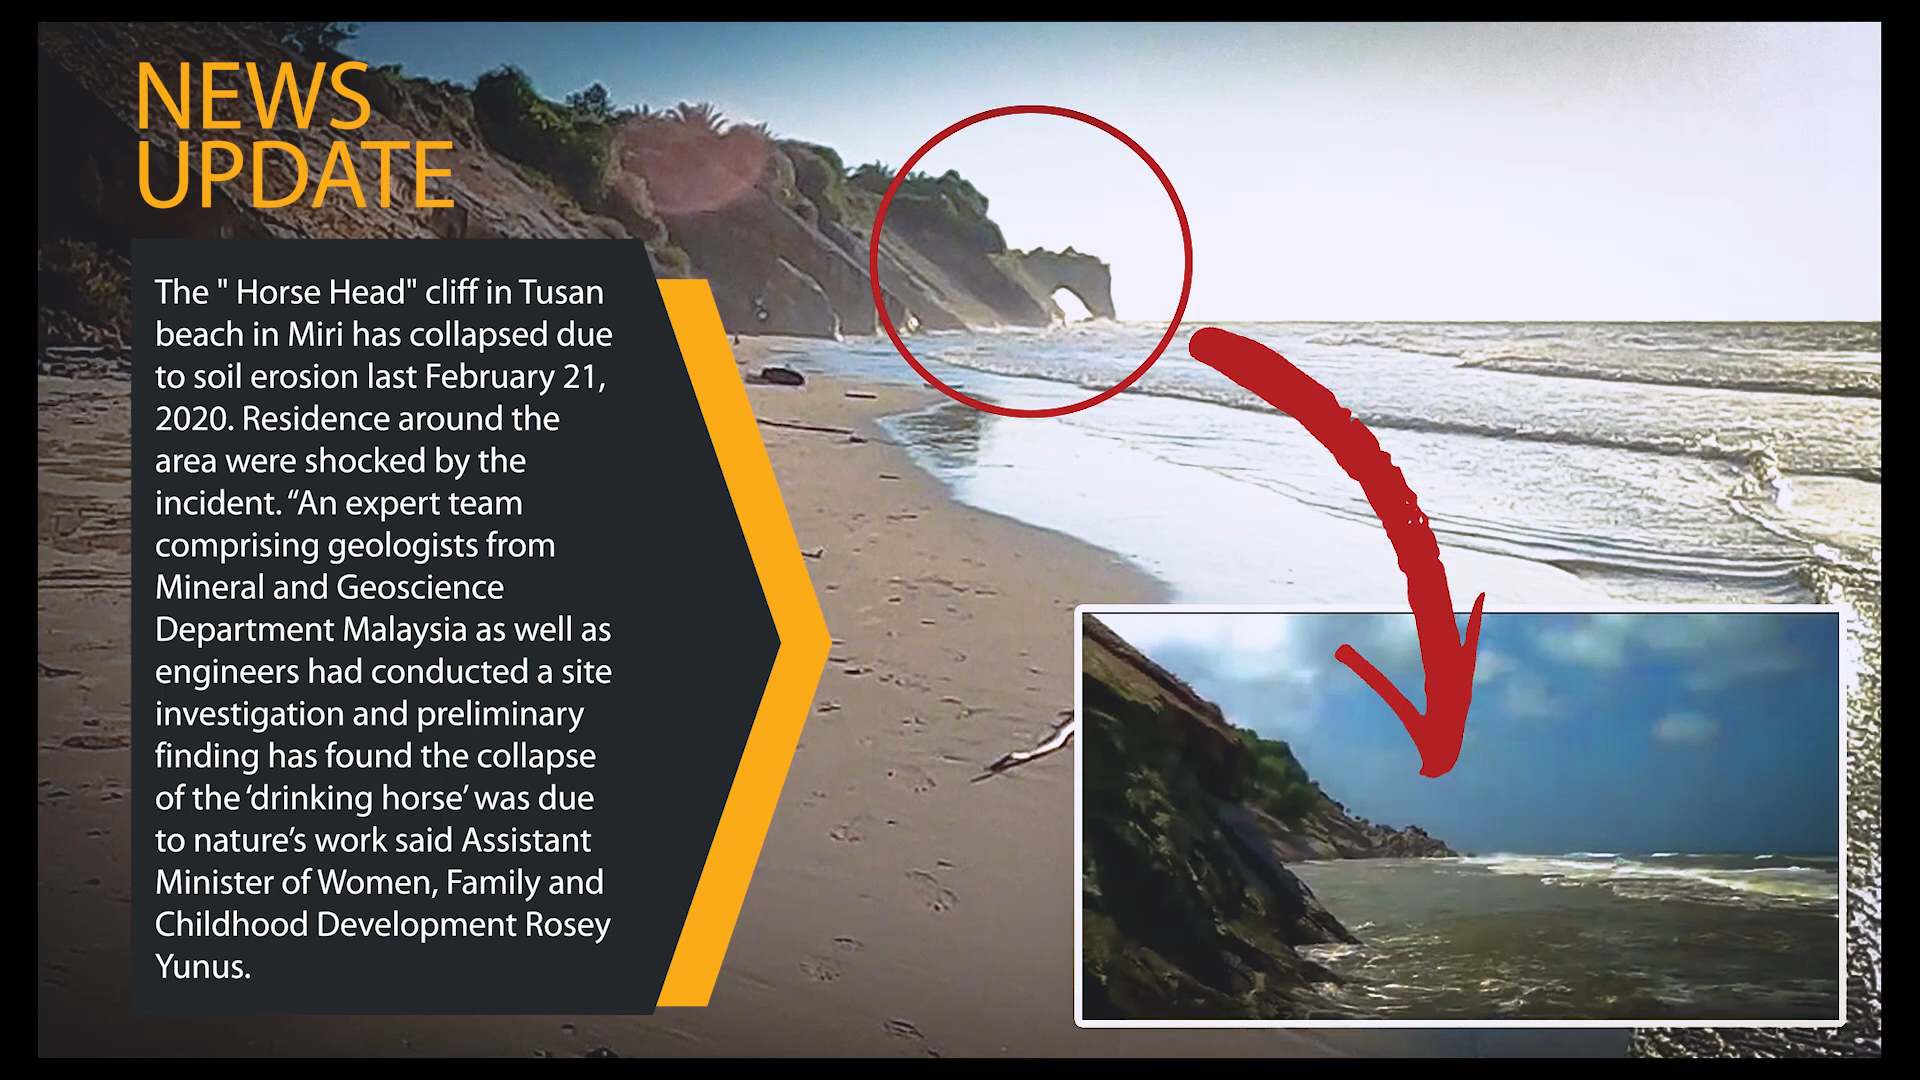 NEWS
UPDATE
The " Horse Head" cliff in Tusan
beach in Miri has collapsed due
to soil erosion last February 21,
2020. Residence around the
area were shocked by the
incident. “An expert team
comprising geologists from
Mineral and Geoscience
Department Malaysia as well as
engineers had conducted a site
investigation and preliminary
finding has found the collapse
of the ‘drinking horse’ was due
to nature’s work said Assistant
Minister of Women, Family and
Childhood Development Rosey
Yunus.